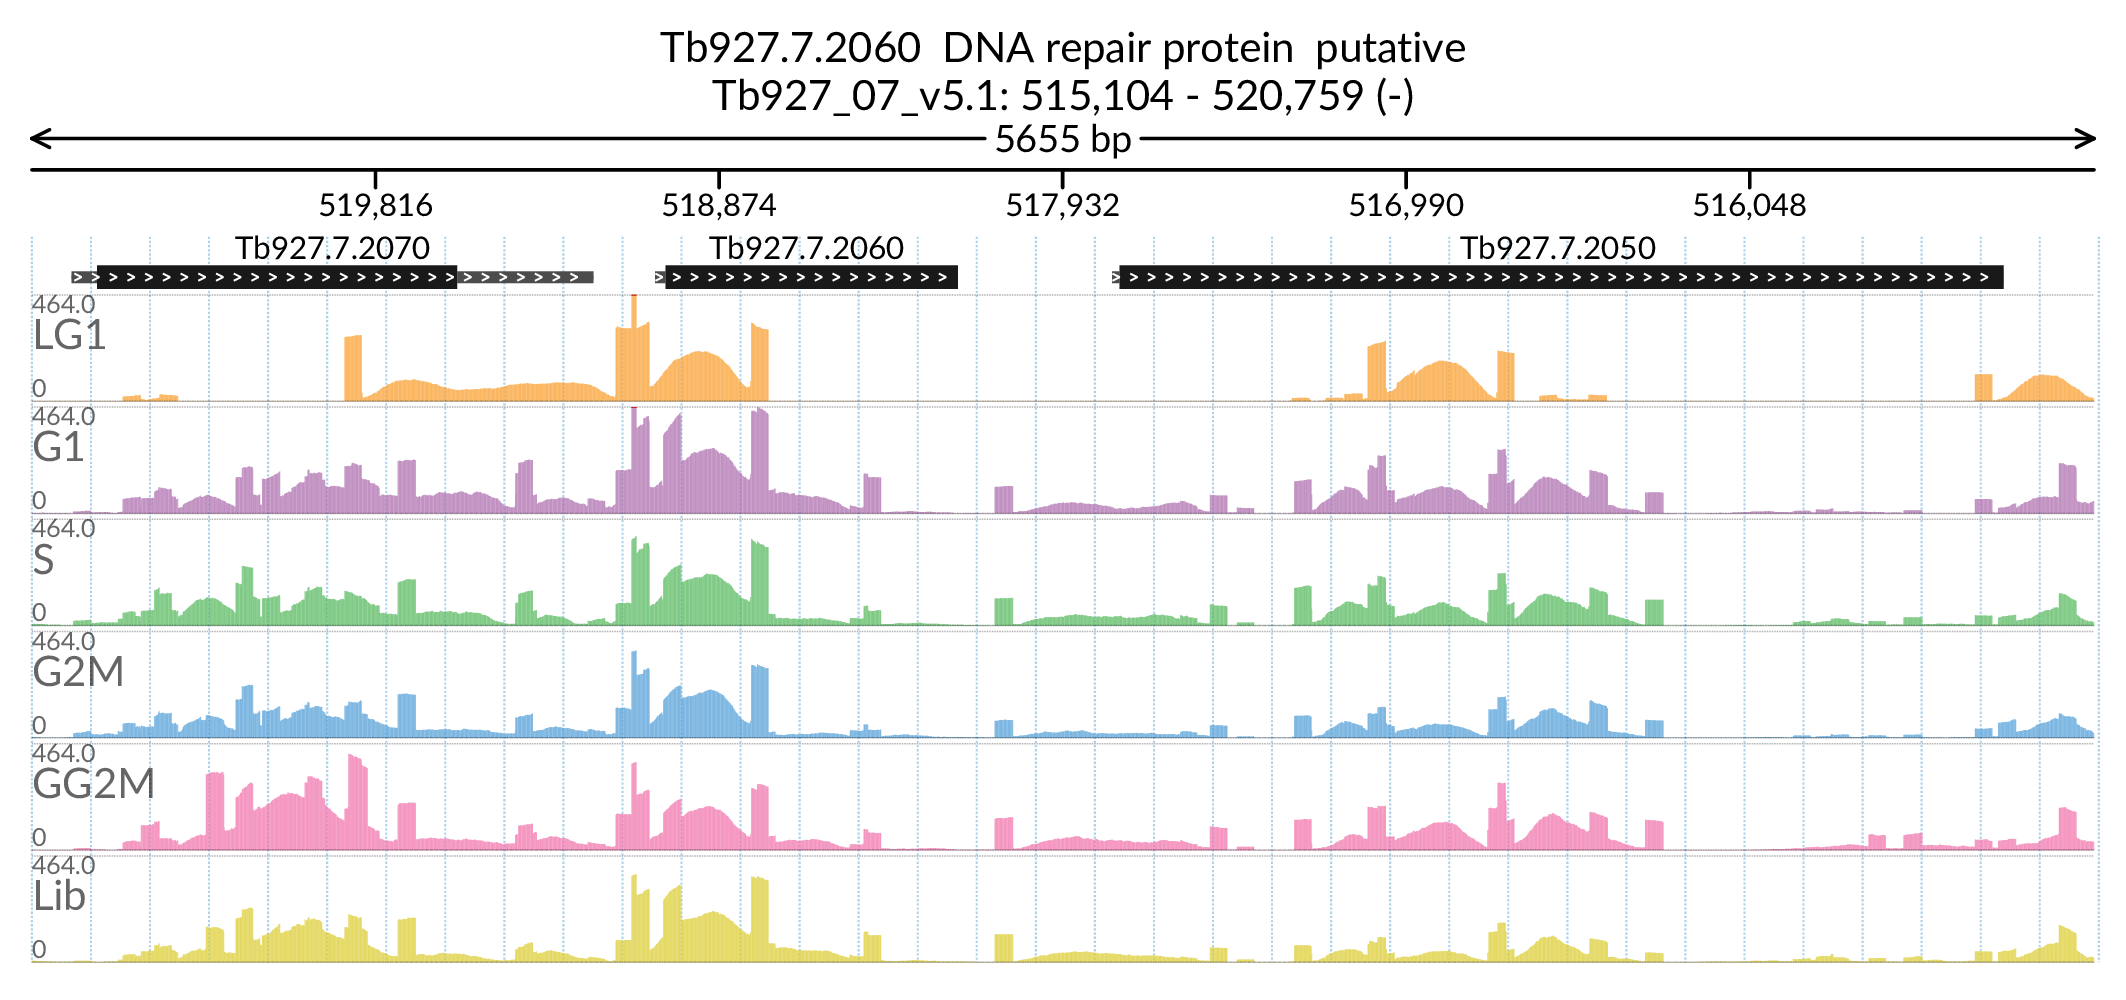 Tb927.7.2060  DNA repair protein  putative
Tb927_07_v5.1: 515,104 - 520,759 (-)
5655 bp
519,816 518,874 517,932 516,990 516,048
Tb927.7.2070 Tb927.7.2060 Tb927.7.2050
464.0
LG1
0
464.0
G1
0
464.0
S
0
464.0
G2M
0
464.0
GG2M
0
464.0
Lib
0